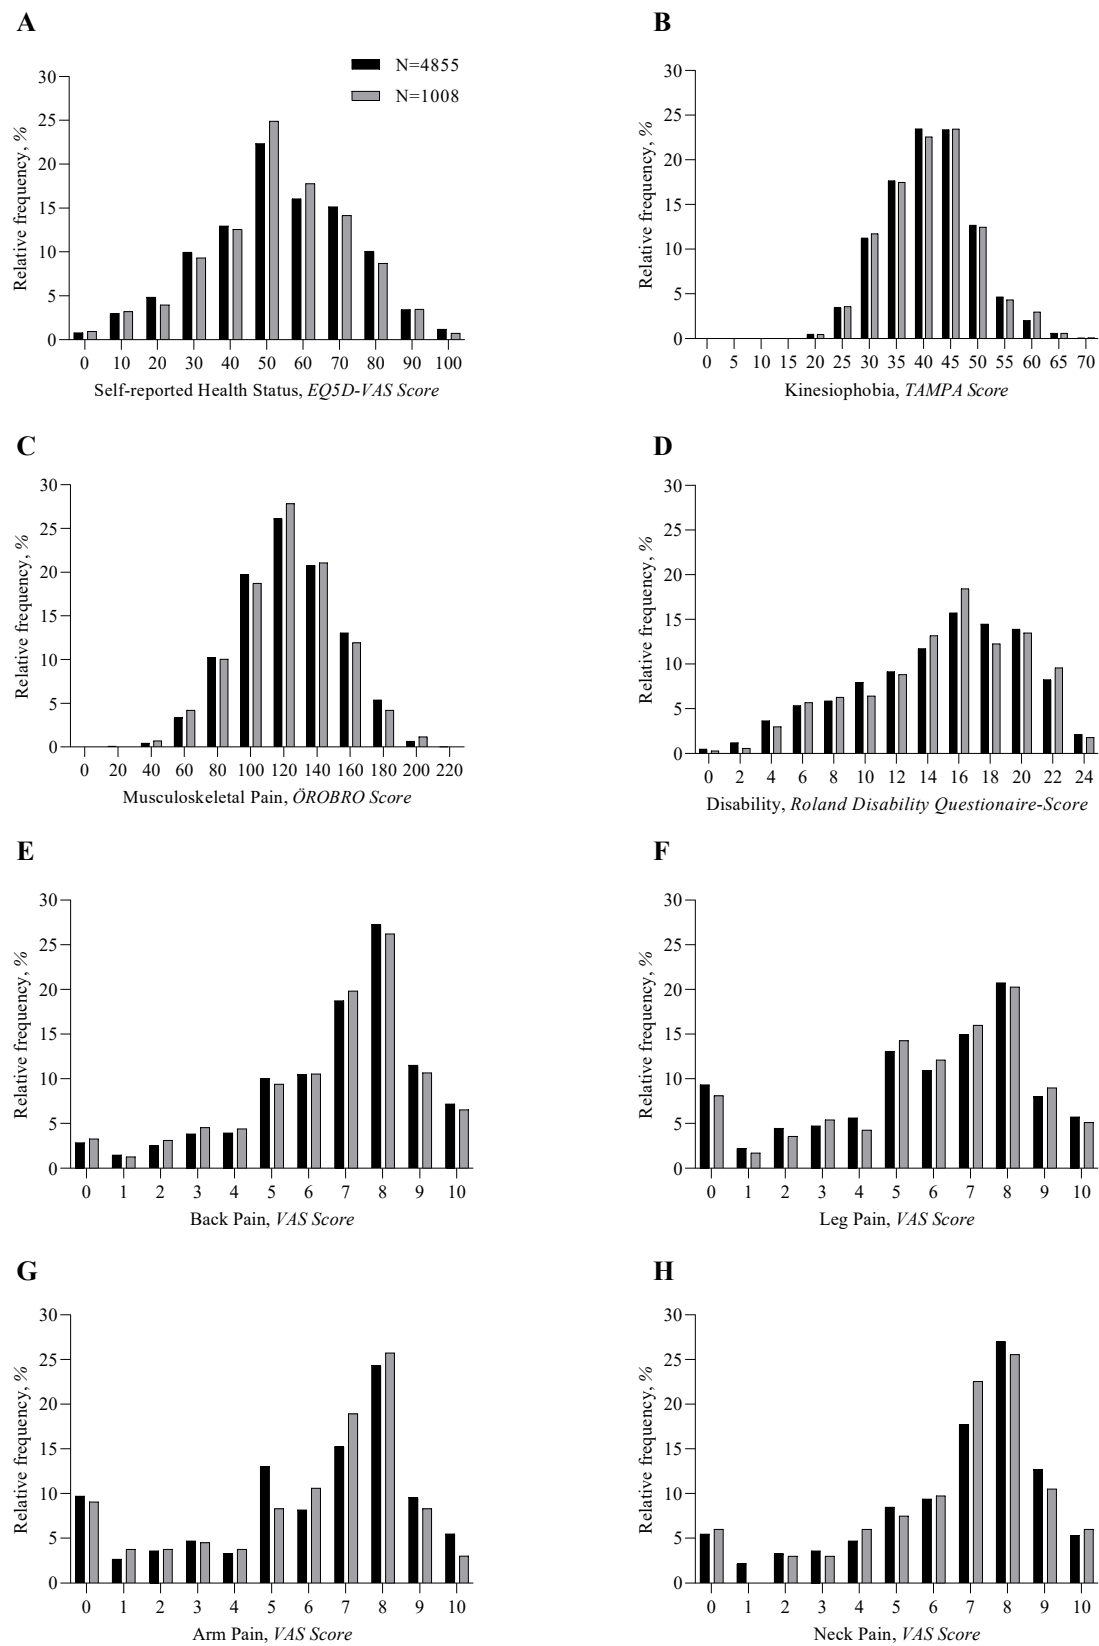 A
N=4855
N=1008
Relative frequency, %
30
25
20
15
10
5
0
0 10 20 30 40 50 60 70 80 90 100
Self-reported Health Status, EQ5D-VAS Score
B
Relative frequency, %
30
25
20
15
10
5
0
0 5 10 15 20 25 30 35 40 45 50 55 60 65 70
Kinesiophobia, TAMPA Score
C
Relative frequency, %
30
25
20
15
10
5
0
0 20 40 60 80 100 120 140 160 180 200 220
Musculoskeletal Pain, ÖROBRO Score
D
Relative frequency, %
30
25
20
15
10
5
0
0 2 4 6 8 10 12 14 16 18 20 22 24
Disability, Roland Disability Questionaire-Score
E
Relative frequency, %
30
25
20
15
10
5
0
0 1 2 3 4 5 6 7 8 9 10
Back Pain, VAS Score
F
Relative frequency, %
30
25
20
15
10
5
0
0 1 2 3 4 5 6 7 8 9 10
Leg Pain, VAS Score
G
Relative frequency, %
30
25
20
15
10
5
0
0 1 2 3 4 5 6 7 8 9 10
Arm Pain, VAS Score
H
Relative frequency, %
30
25
20
15
10
5
0
0 1 2 3 4 5 6 7 8 9 10
Neck Pain, VAS Score